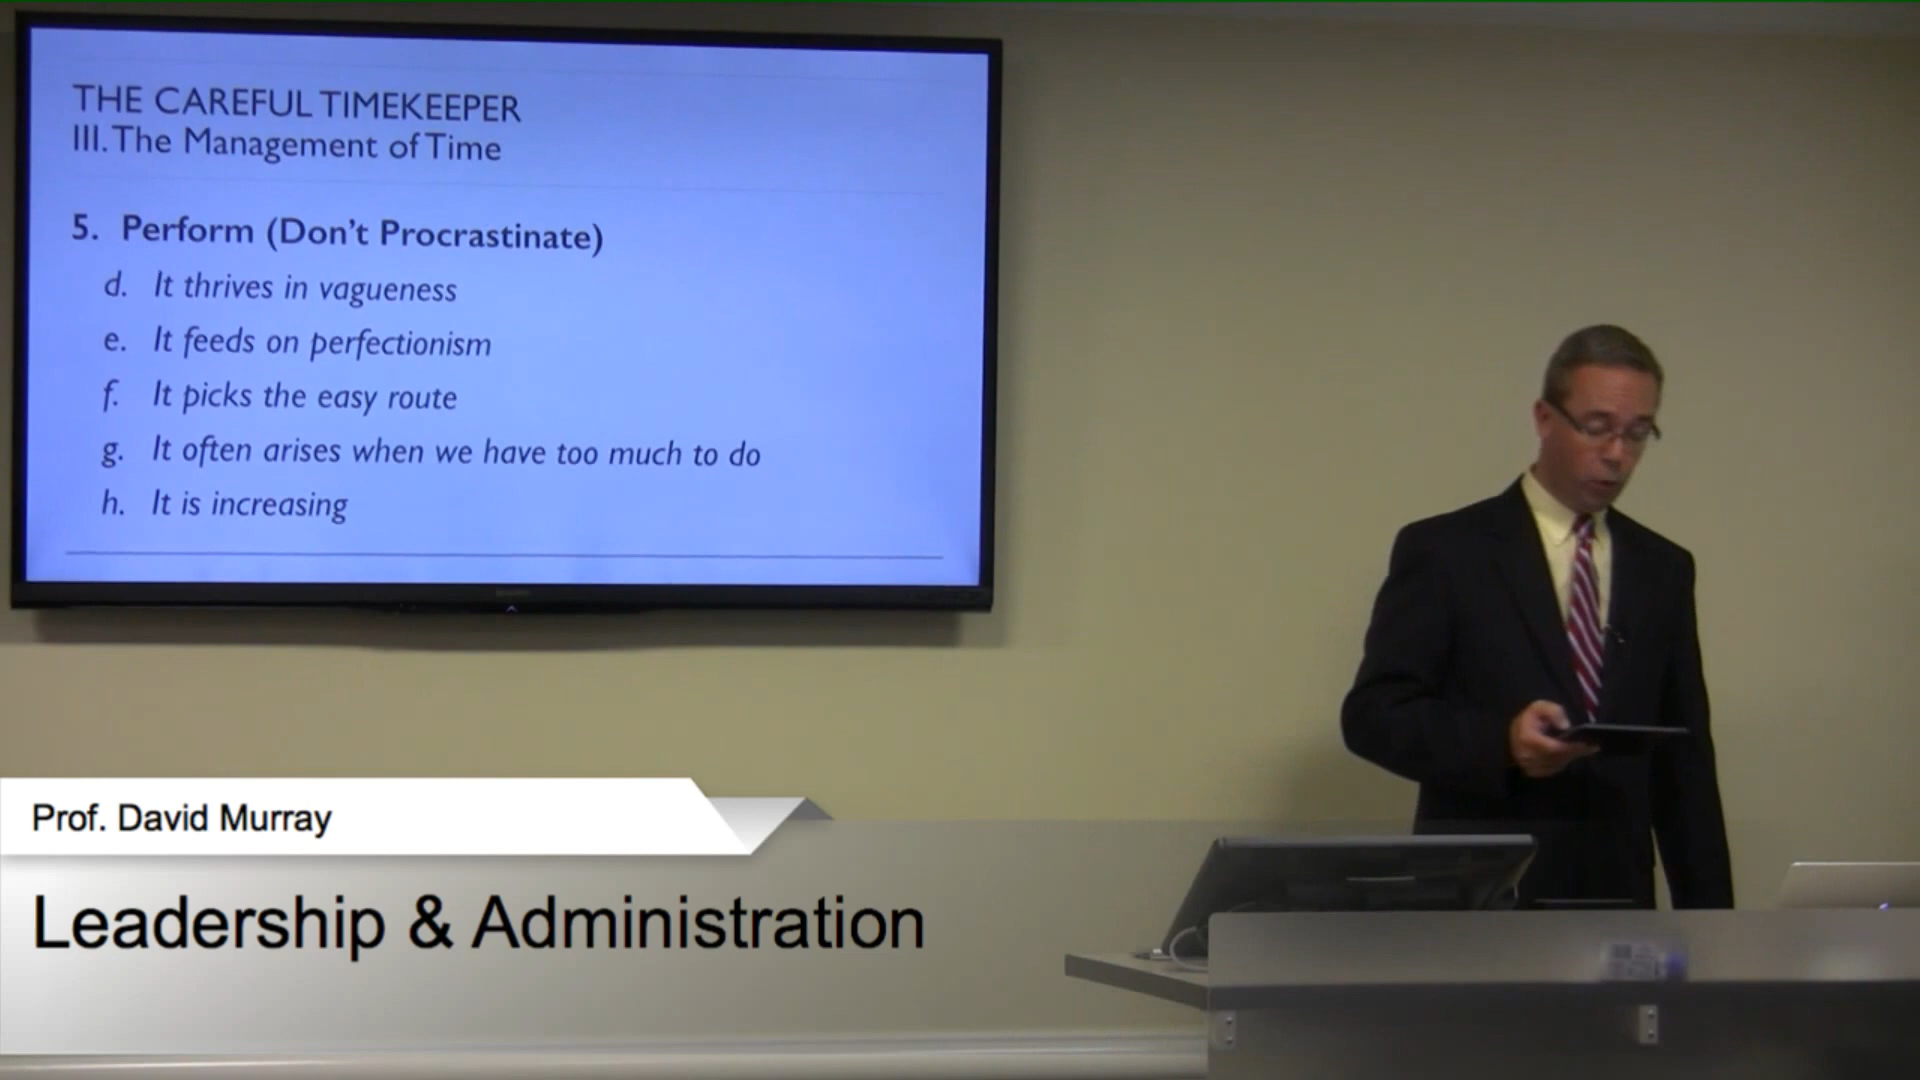 THE CAREFUL TIMEKEEPER
III. The Management of Time
5. Perform (Don't Procrastinate)
d. It thrives in vagueness
e. It feeds on perfectionism
f. It picks the easy route
g. It often arises when we have too much to do
h. It is increasing
Prof. David Murray
Leadership & Administration